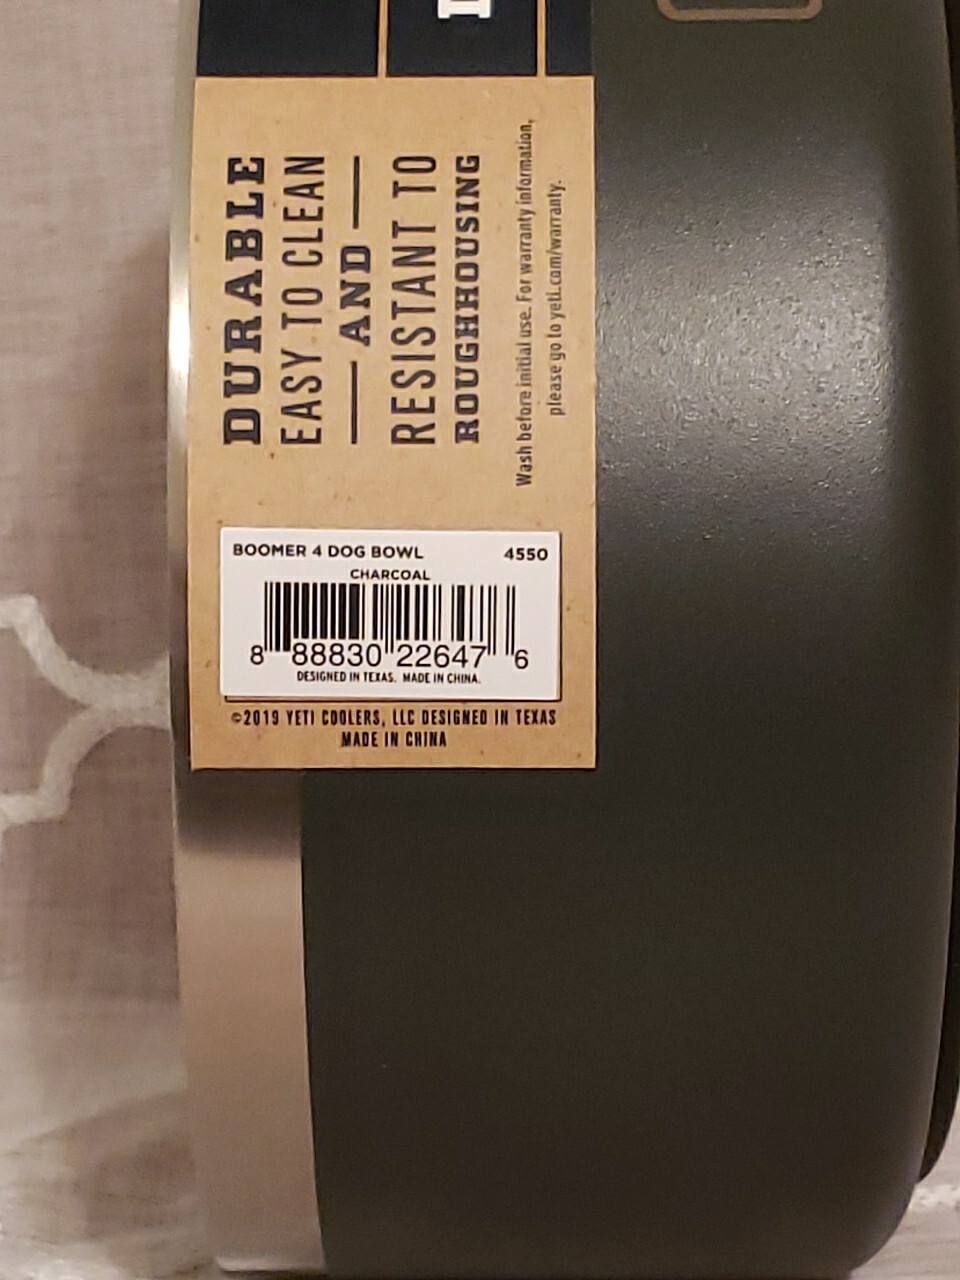 DURABLE
EASY TO CLEAN
AND
RESISTANT TO
ROUGHHOUSING
Wash before initial use. For warranty information,
please go to yeti.com/warranty.
BOOMER 4 DOG BOWL 4550
CHARCOAL
8 88830 22647 6
DESIGNED IN TEXAS. MADE IN CHINA.
©2019 YETI COOLERS, LLC DESIGNED IN TEXAS
MADE IN CHINA